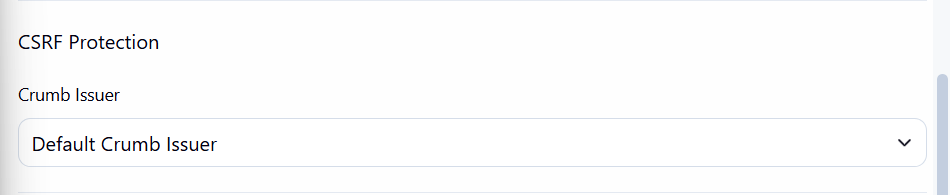 CSRF Protection
Crumb Issuer
Default Crumb Issuer